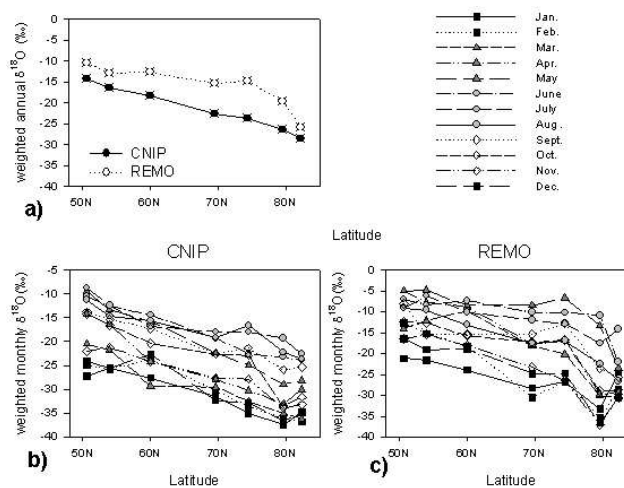 weighted annual δ18O (‰)
0
-5
-10
-15
-20
-25
-30
-35
-40
CNIP
REMO
50N 60N 70N 80N
a)
Jan.
Feb.
Mar.
Apr.
May
June
July
Aug.
Sept.
Oct.
Nov.
Dec.
Latitude
CNIP
weighted monthly δ18O (‰)
-5
-10
-15
-20
-25
-30
-35
-40
50N 60N 70N 80N
b)
Latitude
REMO
weighted monthly δ18O (‰)
0
-5
-10
-15
-20
-25
-30
-35
-40
50N 60N 70N 80N
c)
Latitude